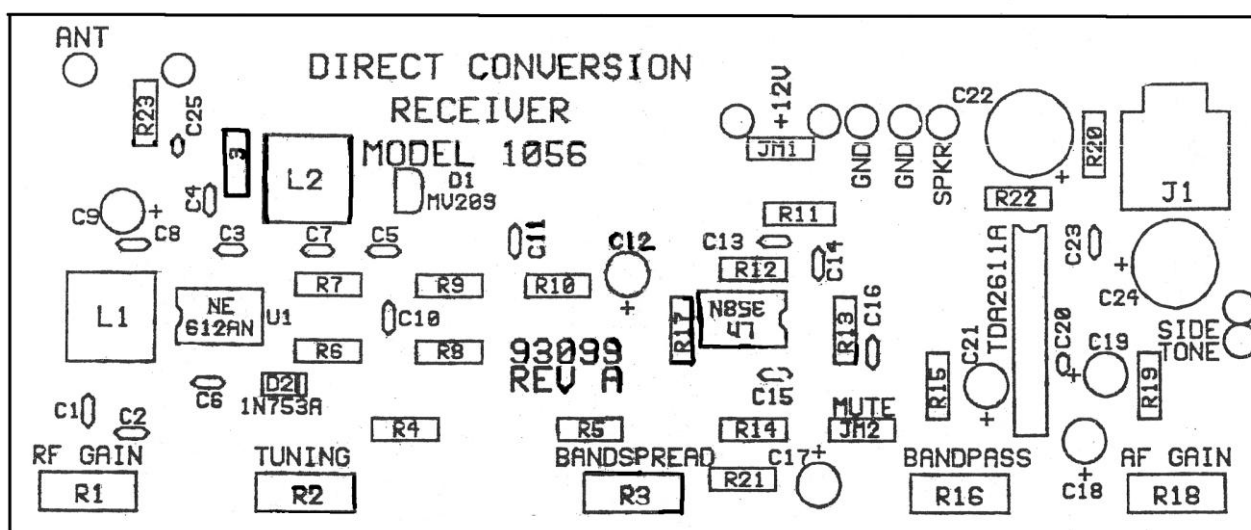 ANT
DIRECT CONVERSION
RECEIVER
MODEL 1056
R23
C25
9
L2
D1
MV209
C4
C9
+
C8
C3
C7
C5
C11
C12
+
+12V
JM1
GND
GND
SPKR
C22
+
R20
J1
R22
R11
C13
R12
C14
C23
+
C24
L1
NE
612AN
U1
R7
R9
R10
C10
R6
R8
R17
LM
358N
R13
C16
TDA2611A
SIDE
TONE
93099
REV A
C15
R15
C21
+
C20
+
C19
R19
C1
C2
C6
D2
1N753A
R4
R5
R14
MUTE
JM2
RF GAIN
R1
TUNING
R2
BANDSPREAD
R3
R21
C17
+
BANDPASS
R16
+
C18
AF GAIN
R18